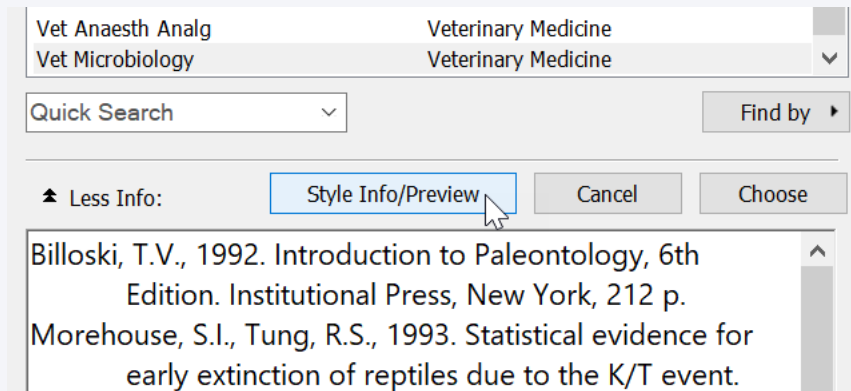 Vet Anaesth Analg Veterinary Medicine
Vet Microbiology Veterinary Medicine
Quick Search Find by
Less Info: Style Info/Preview Cancel Choose
Billoski, T.V., 1992. Introduction to Paleontology, 6th
Edition. Institutional Press, New York, 212 p.
Morehouse, S.I., Tung, R.S., 1993. Statistical evidence for
early extinction of reptiles due to the K/T event.